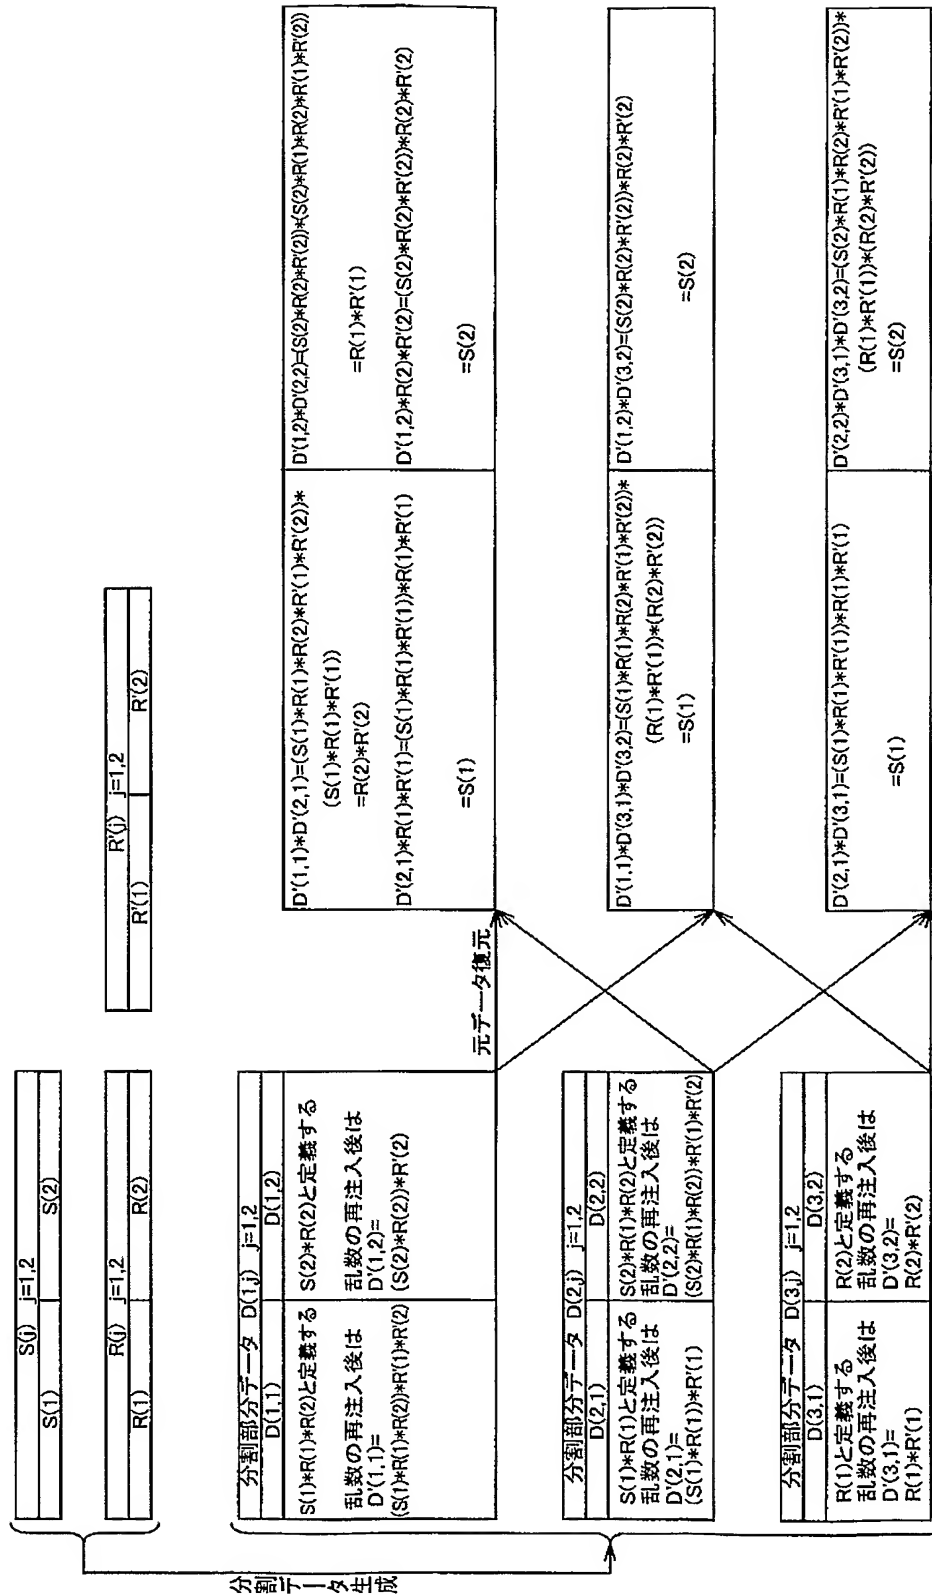 S(j) j=1,2
S(1) S(2)
R(j) j=1,2
R(1) R(2)
R'(j) j=1,2
R'(1) R'(2)
分割データ生成
分割部分データ D(1,j) j=1,2
D(1,1) D(1,2)
S(1)*R(1)*R(2)と定義する
乱数の再注入後は
D'(1,1)=
(S(1)*R(1)*R(2))*R'(1)*R'(2)
S(2)*R(2)と定義する
乱数の再注入後は
D'(1,2)=
(S(2)*R(2))*R'(2)
分割部分データ D(2,j) j=1,2
D(2,1) D(2,2)
S(1)*R(1)と定義する
乱数の再注入後は
D'(2,1)=
(S(1)*R(1))*R'(1)
S(2)*R(1)*R(2)と定義する
乱数の再注入後は
D'(2,2)=
(S(2)*R(1)*R(2))*R'(1)*R'(2)
分割部分データ D(3,j) j=1,2
D(3,1) D(3,2)
R(1)と定義する
乱数の再注入後は
D'(3,1)=
R(1)*R'(1)
R(2)と定義する
乱数の再注入後は
D'(3,2)=
R(2)*R'(2)
元データ復元
D'(1,1)*D'(2,1)=(S(1)*R(1)*R(2)*R'(1)*R'(2))*
(S(1)*R(1)*R'(1))
=R(2)*R'(2)
D'(2,1)*R(1)*R'(1)=(S(1)*R(1)*R'(1))*R(1)*R'(1)
=S(1)
D'(1,2)*D'(2,2)=(S(2)*R(2)*R'(2))*(S(2)*R(1)*R(2)*R'(1)*R'(2))
=R(1)*R'(1)
D'(1,2)*R(2)*R'(2)=(S(2)*R(2)*R'(2))*R(2)*R'(2)
=S(2)
D'(1,1)*D'(3,1)*D'(3,2)=(S(1)*R(1)*R(2)*R'(1)*R'(2))*
(R(1)*R'(1))*(R(2)*R'(2))
=S(1)
D'(1,2)*D'(3,2)=(S(2)*R(2)*R'(2))*R(2)*R'(2)
=S(2)
D'(2,1)*D'(3,1)=(S(1)*R(1)*R'(1))*R(1)*R'(1)
=S(1)
D'(2,2)*D'(3,1)*D'(3,2)=(S(2)*R(1)*R(2)*R'(1)*R'(2))*
(R(1)*R'(1))*(R(2)*R'(2))
=S(2)